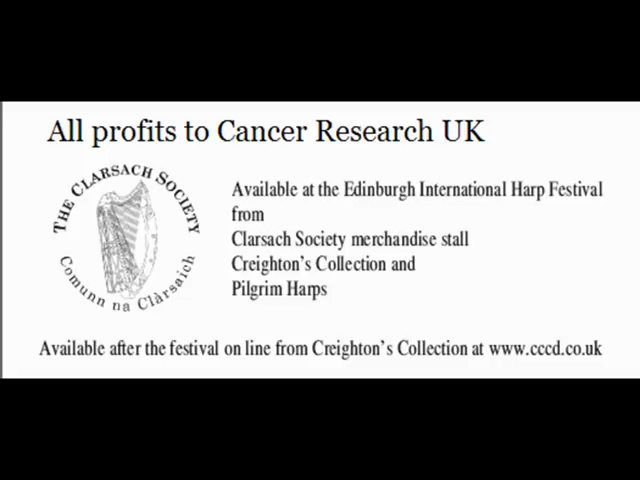 All profits to Cancer Research UK
THE CLARSACH SOCIETY
Comunn na Clàrsaich
Available at the Edinburgh International Harp Festival
from
Clarsach Society merchandise stall
Creighton's Collection and
Pilgrim Harps
Available after the festival on line from Creighton's Collection at www.cccd.co.uk